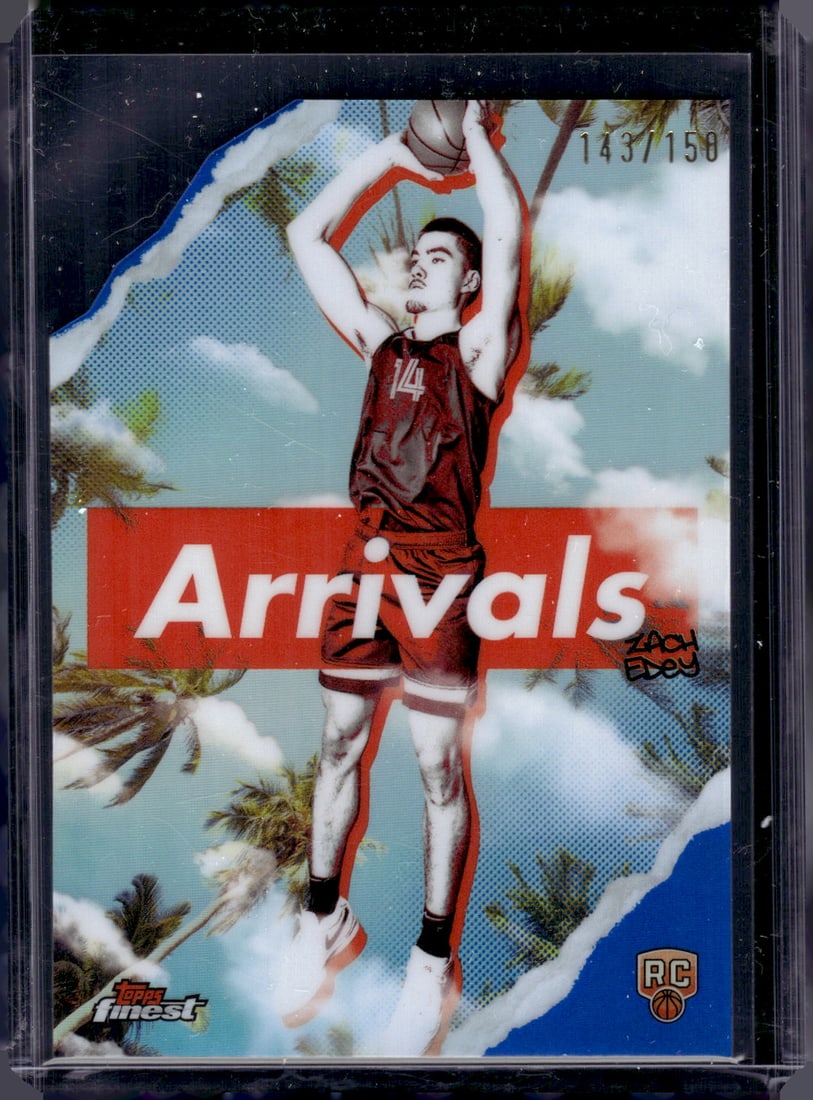 143/150
14
Arrivals
ZACH
EDEY
RC
TOPPS
finest